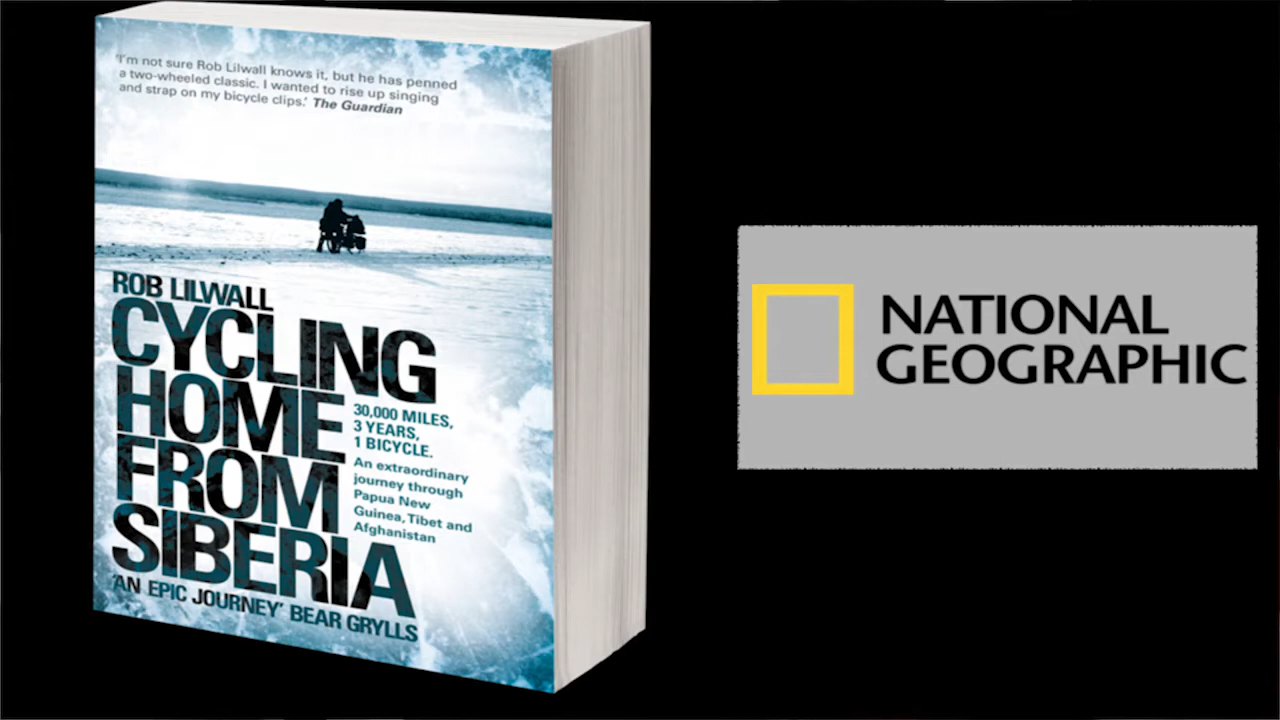 'I'm not sure Rob Lilwall knows it, but he has penned
a two-wheeled classic. I wanted to rise up singing
and strap on my bicycle clips.' The Guardian
ROB LILWALL
CYCLING
HOME
FROM
SIBERIA
30,000 MILES,
3 YEARS,
1 BICYCLE.
An extraordinary
journey through
Papua New
Guinea, Tibet and
Afghanistan
'AN EPIC JOURNEY' BEAR GRYLLS
NATIONAL
GEOGRAPHIC